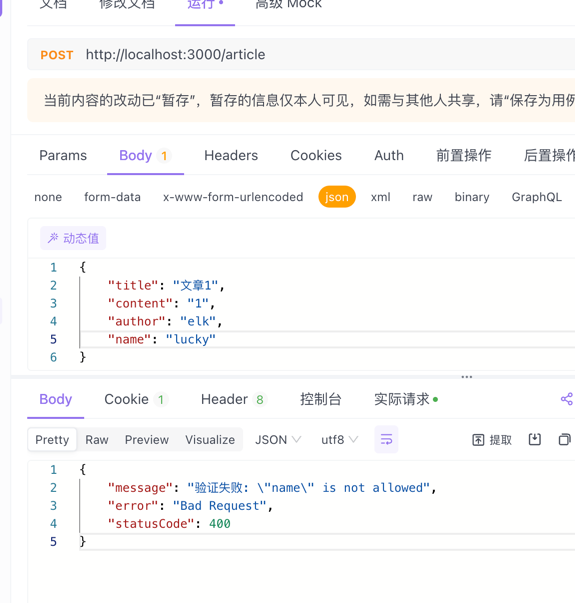 文档 修改文档 运行 高级 Mock
POST http://localhost:3000/article
当前内容的改动已“暂存”，暂存的信息仅本人可见，如需与其他人共享，请“保存为用例
Params Body 1 Headers Cookies Auth 前置操作 后置操作
none form-data x-www-form-urlencoded json xml raw binary GraphQL
动态值
1 {
2 "title": "文章1",
3 "content": "1",
4 "author": "elk",
5 "name": "lucky"
6 }
Body Cookie 1 Header 8 控制台 实际请求
Pretty Raw Preview Visualize JSON utf8 提取
1 {
2 "message": "验证失败: \"name\" is not allowed",
3 "error": "Bad Request",
4 "statusCode": 400
5 }